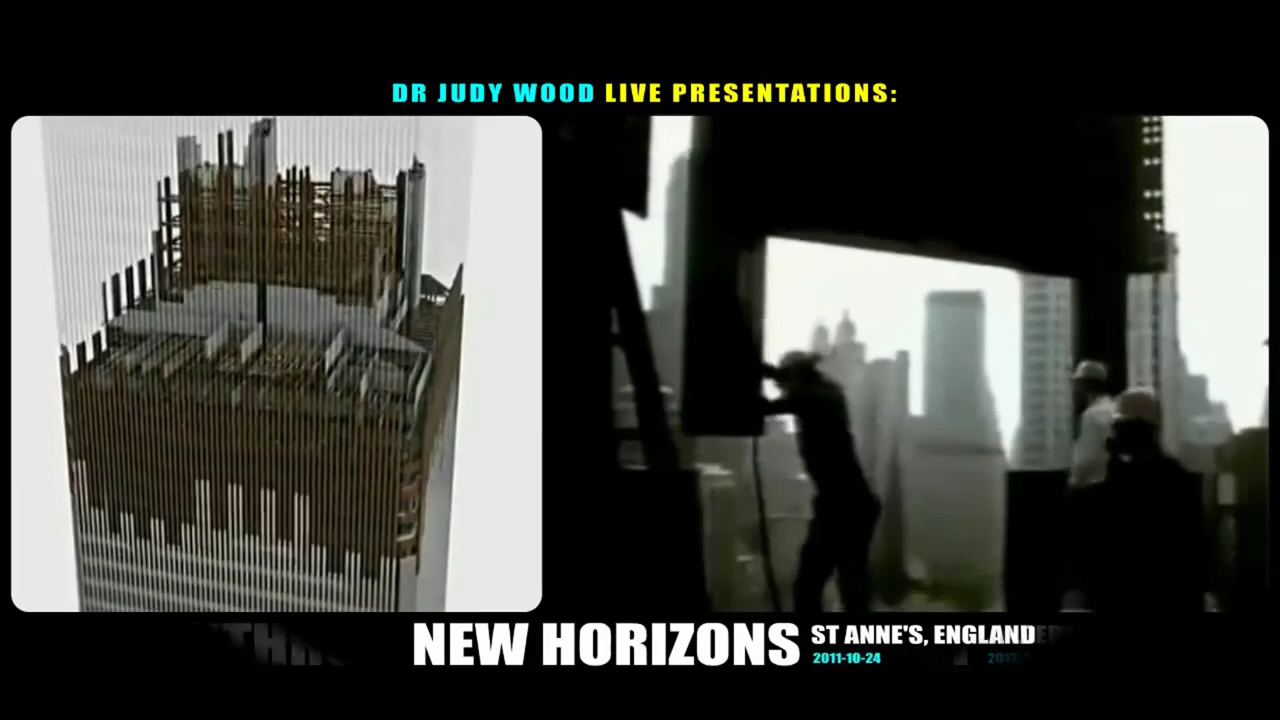 DR JUDY WOOD LIVE PRESENTATIONS:
NEW HORIZONS
ST ANNE'S, ENGLAND
2011-10-24